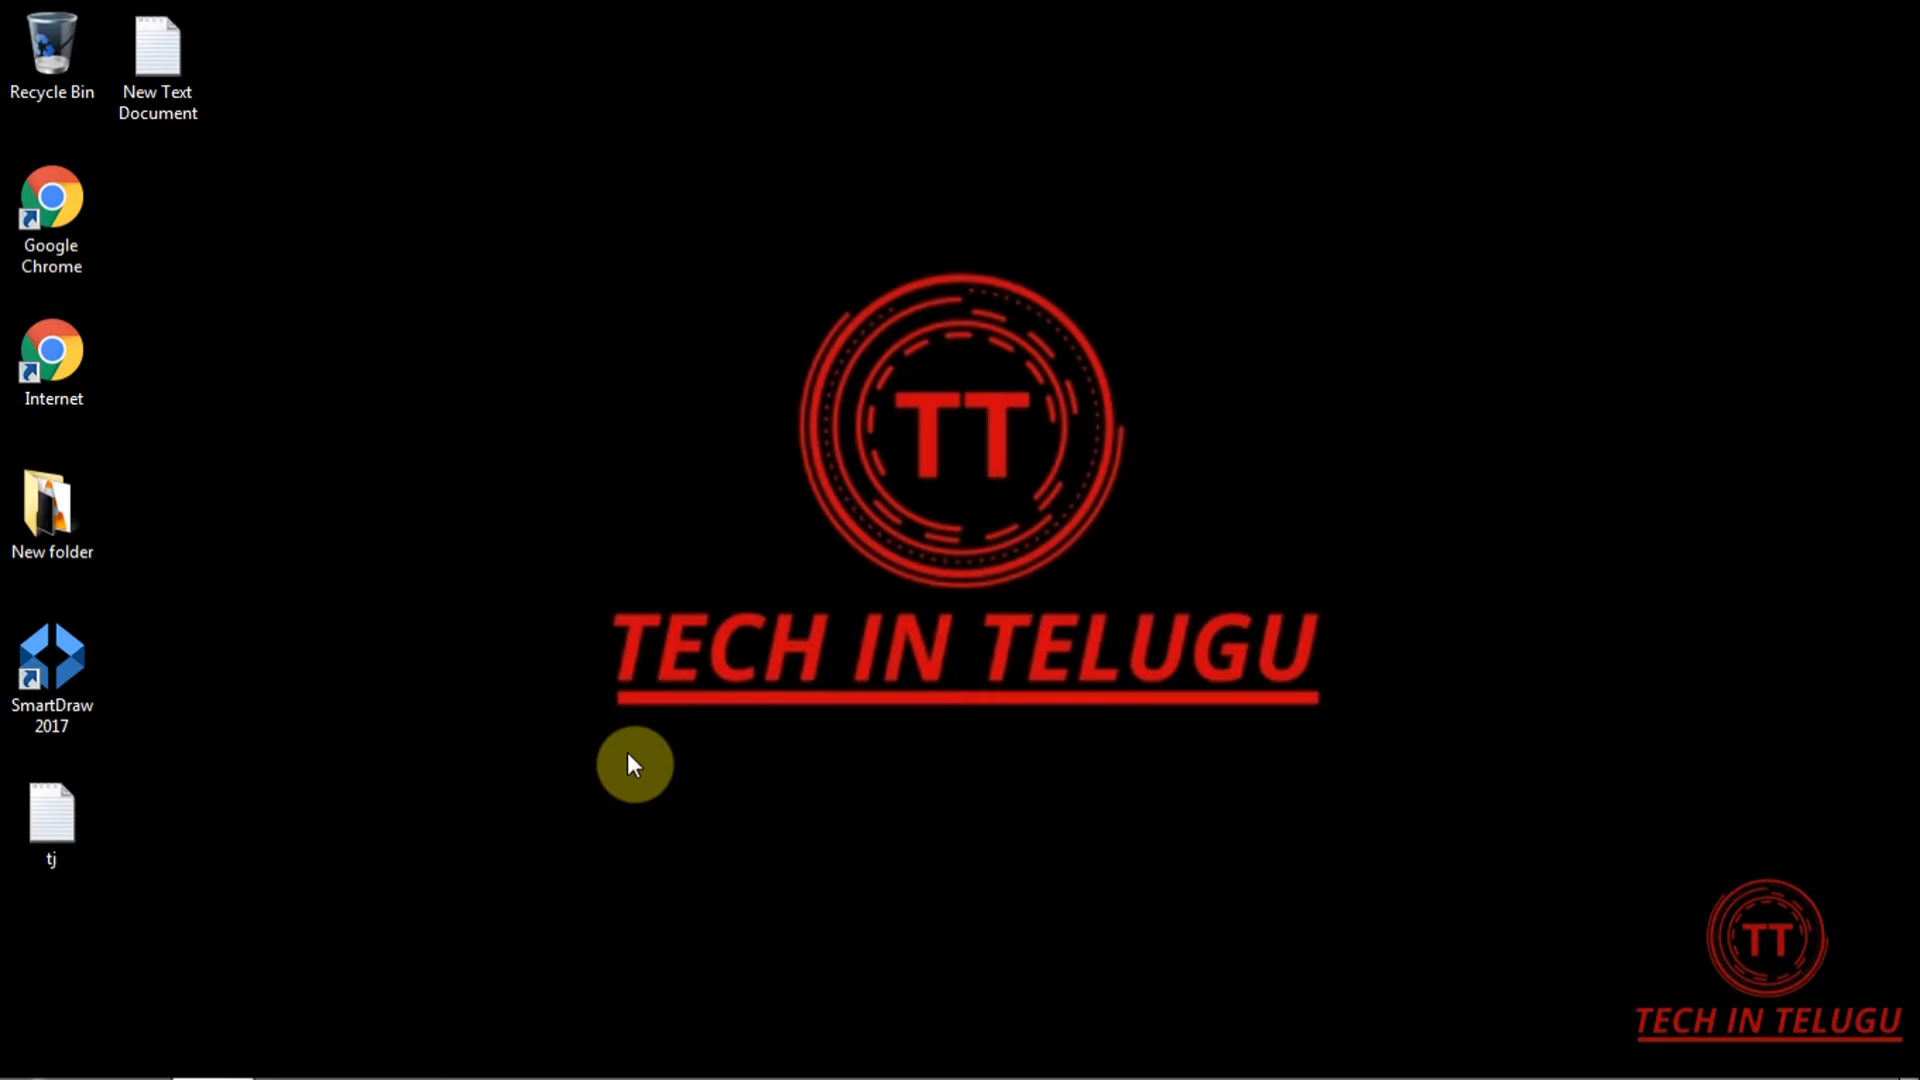 Recycle Bin
New Text
Document
Google
Chrome
Internet
New folder
SmartDraw
2017
tj
TT
TECH IN TELUGU
TT
TECH IN TELUGU